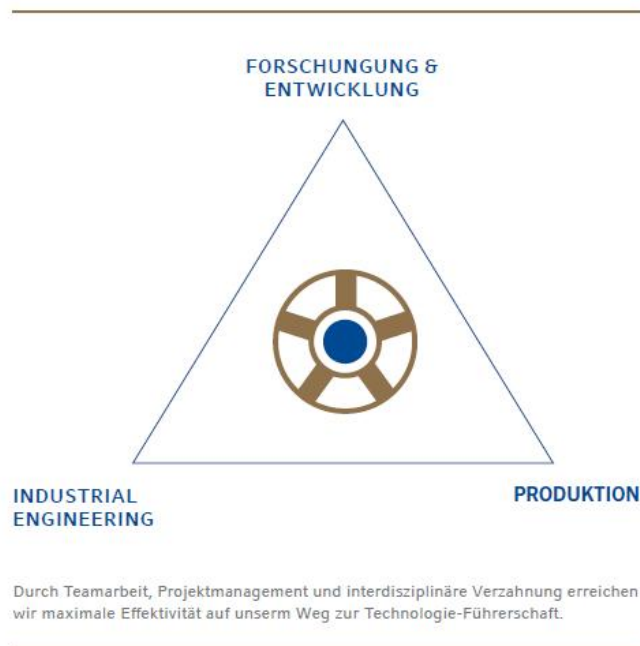 FORSCHUNGUNG &
ENTWICKLUNG
INDUSTRIAL
ENGINEERING
PRODUKTION
Durch Teamarbeit, Projektmanagement und interdisziplinäre Verzahnung erreichen
wir maximale Effektivität auf unserm Weg zur Technologie-Führerschaft.